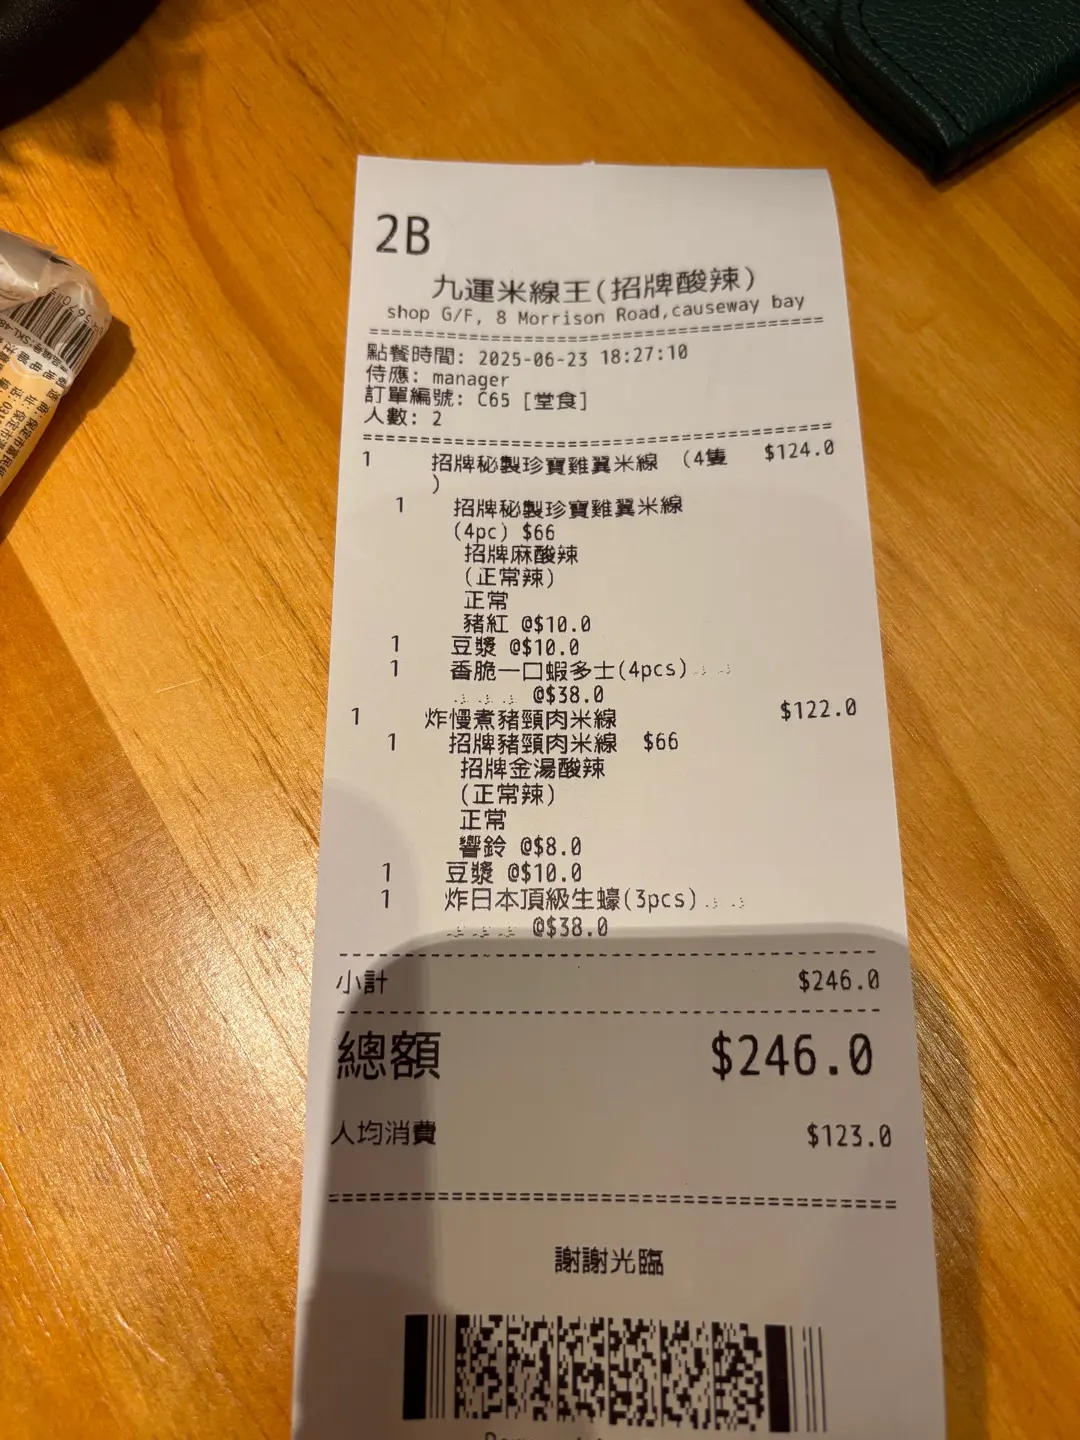 2B
九運米線王(招牌酸辣)
shop G/F, 8 Morrison Road,causeway bay
點餐時間: 2025-06-23 18:27:10
侍應: manager
訂單編號: C65 [堂食]
人數: 2
1 招牌秘製珍寶雞翼米線 (4隻 $124.0
)
1 招牌秘製珍寶雞翼米線
(4pc) $66
招牌麻酸辣
(正常辣)
正常
豬紅 @$10.0
1 豆漿 @$10.0
1 香脆一口蝦多士(4pcs)
@$38.0
1 炸慢煮豬頸肉米線 $122.0
1 招牌豬頸肉米線 $66
招牌金湯酸辣
(正常辣)
正常
響鈴 @$8.0
1 豆漿 @$10.0
1 炸日本頂級生蠔(3pcs)
@$38.0
小計 $246.0
總額 $246.0
人均消費 $123.0
謝謝光臨